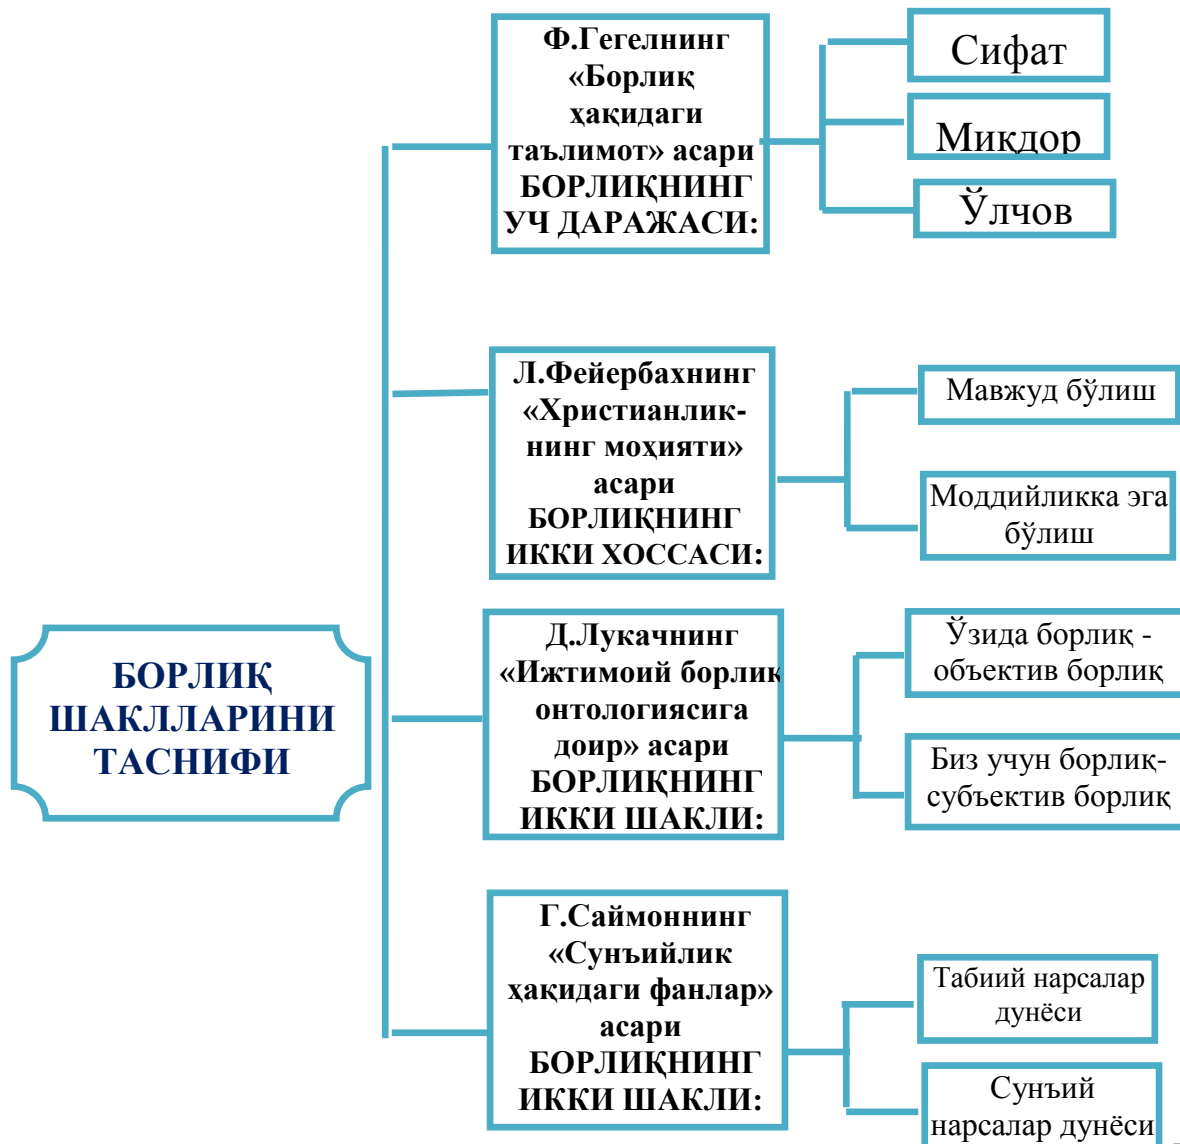 Ф.Гегелнинг
«Борлиқ
ҳақидаги
таълимот» асари
БОРЛИҚНИНГ
УЧ ДАРАЖАСИ:
Сифат
Миқдор
Ўлчов
Л.Фейербахнинг
«Христианлик-
нинг моҳияти»
асари
БОРЛИҚНИНГ
ИККИ ХОССАСИ:
Мавжуд бўлиш
Моддийликка эга
бўлиш
БОРЛИҚ
ШАКЛЛАРИНИ
ТАСНИФИ
Д.Лукачнинг
«Ижтимоий борлиқ
онтологиясига
доир» асари
БОРЛИҚНИНГ
ИККИ ШАКЛИ:
Ўзида борлиқ -
объектив борлиқ
Биз учун борлиқ-
субъектив борлиқ
Г.Саймоннинг
«Сунъийлик
ҳақидаги фанлар»
асари
БОРЛИҚНИНГ
ИККИ ШАКЛИ:
Табиий нарсалар
дунёси
Сунъий
нарсалар дунёси